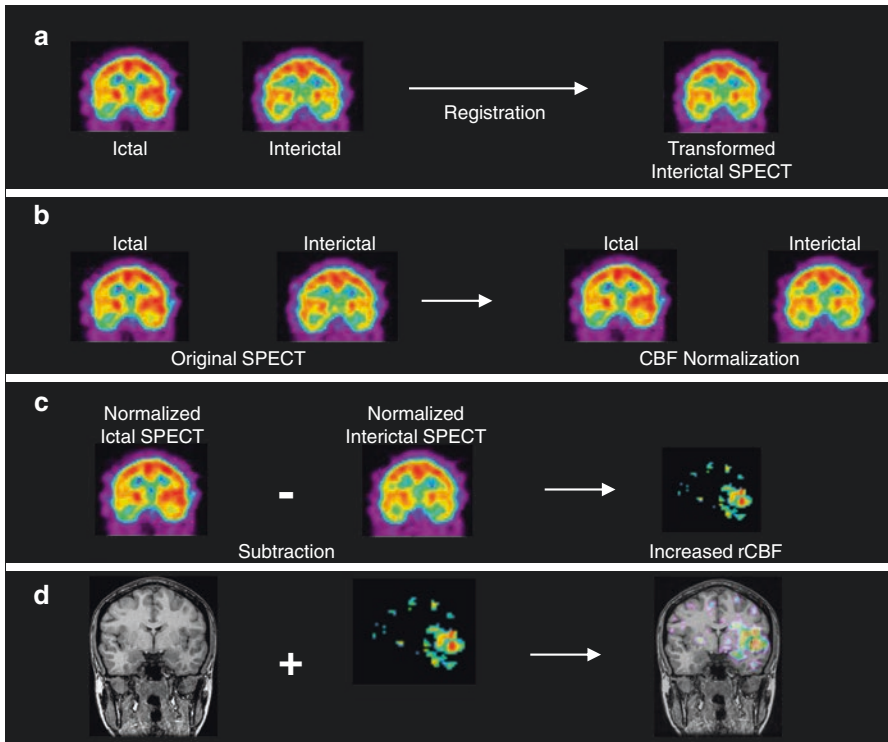 a
Ictal
Interictal
Registration
Transformed
Interictal SPECT
b
Ictal
Interictal
Ictal
Interictal
Original SPECT
CBF Normalization
c
Normalized
Ictal SPECT
Normalized
Interictal SPECT
-
Subtraction
Increased rCBF
d
+